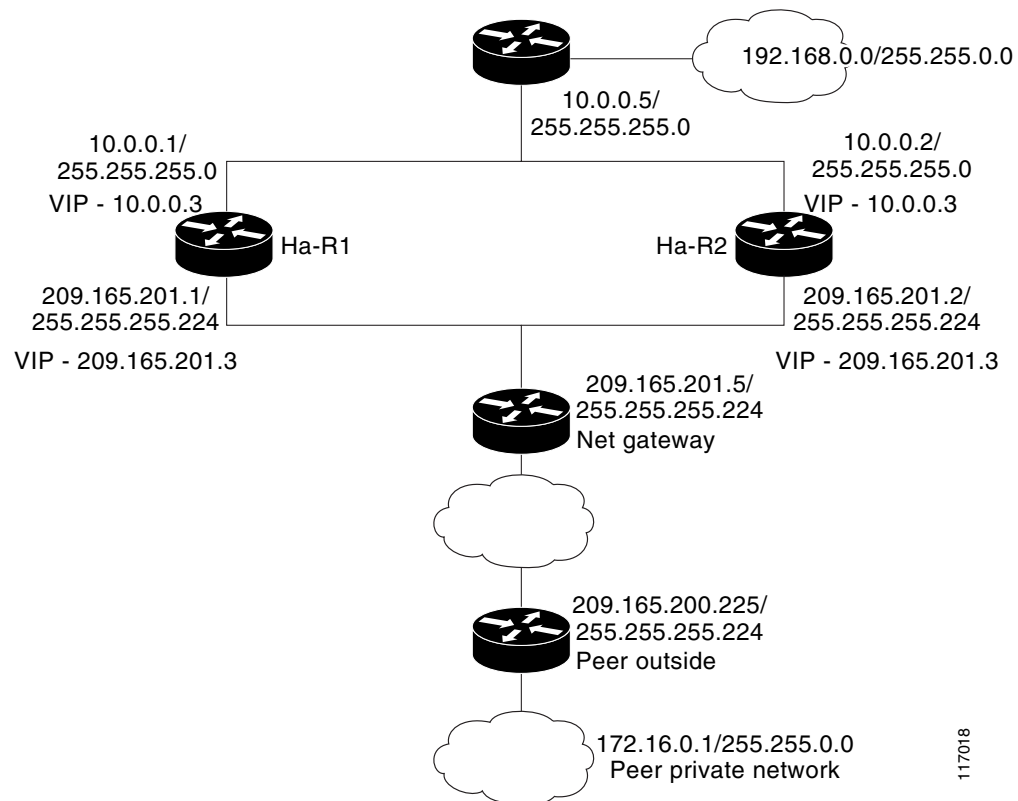 192.168.0.0/255.255.0.0
10.0.0.5/
255.255.255.0
10.0.0.1/
255.255.255.0
VIP - 10.0.0.3
10.0.0.2/
255.255.255.0
VIP - 10.0.0.3
Ha-R1
Ha-R2
209.165.201.1/
255.255.255.224
VIP - 209.165.201.3
209.165.201.2/
255.255.255.224
VIP - 209.165.201.3
209.165.201.5/
255.255.255.224
Net gateway
209.165.200.225/
255.255.255.224
Peer outside
172.16.0.1/255.255.0.0
Peer private network
117018